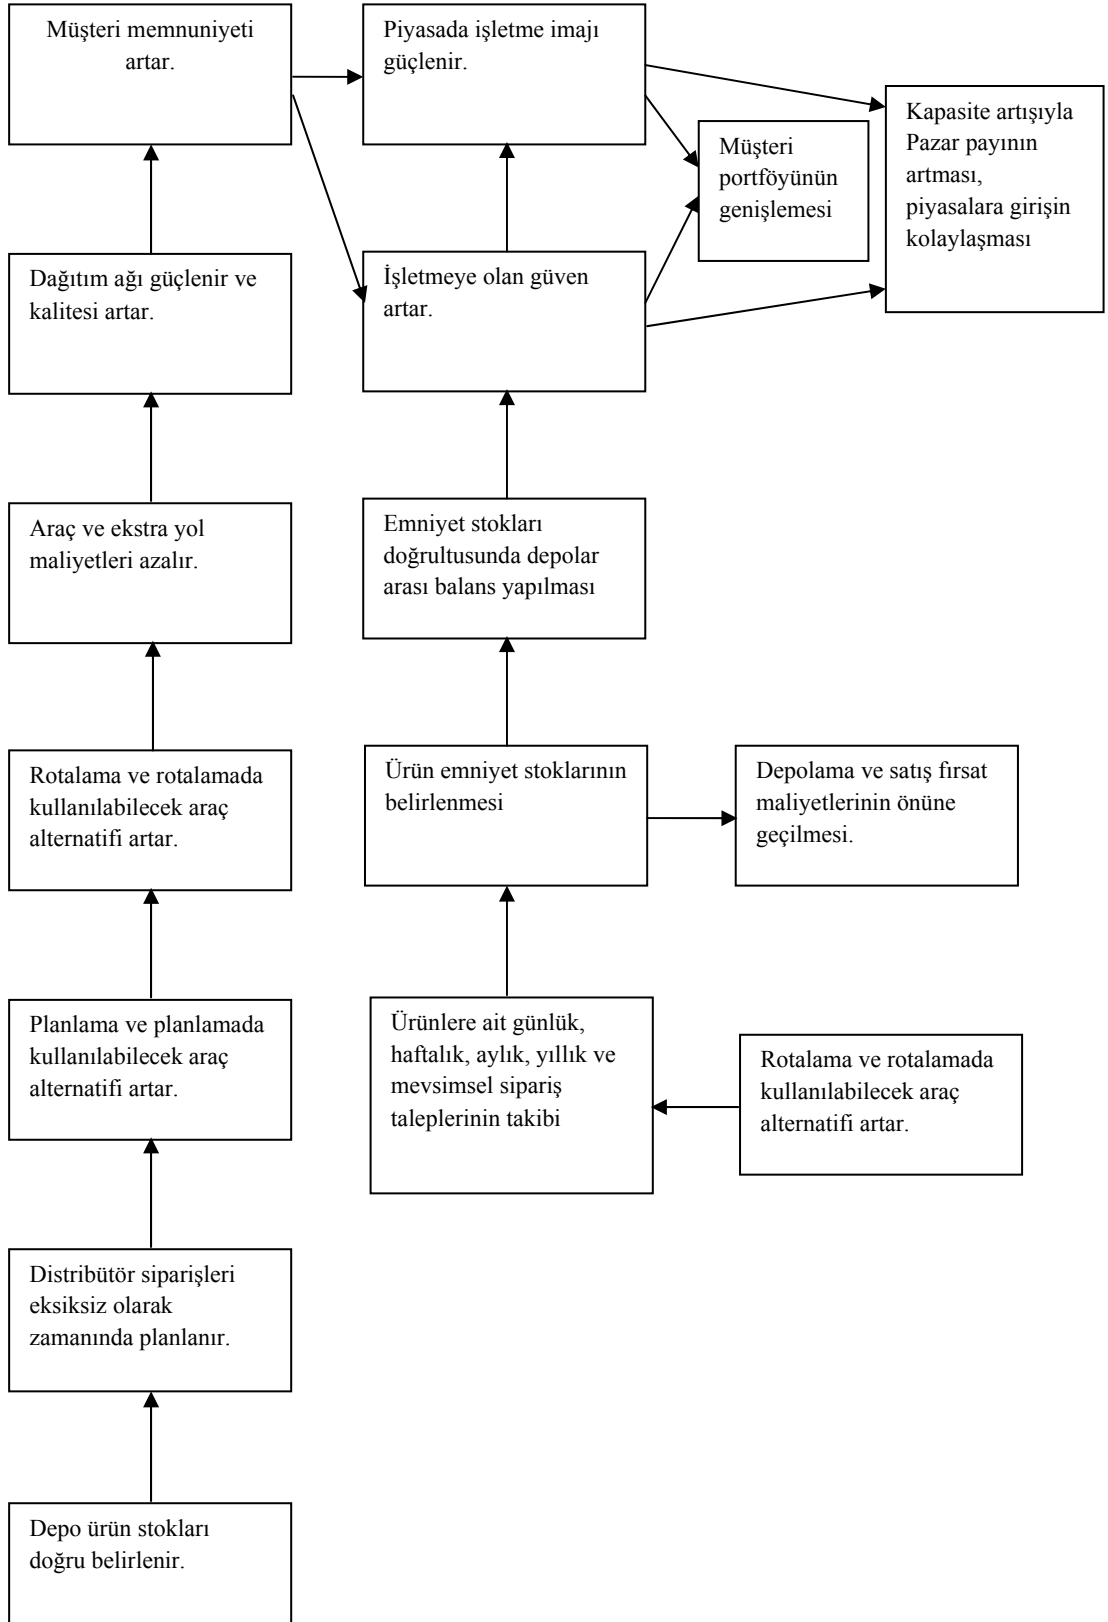 Müşteri memnuniyeti
artar.
Piyasada işletme imajı
güçlenir.
Kapasite artışıyla
Pazar payının
artması,
piyasalara girişin
kolaylaşması
Müşteri
portföyünün
genişlemesi
Dağıtım ağı güçlenir ve
kalitesi artar.
İşletmeye olan güven
artar.
Araç ve ekstra yol
maliyetleri azalır.
Emniyet stokları
doğrultusunda depolar
arası balans yapılması
Rotalama ve rotalamada
kullanılabilecek araç
alternatifi artar.
Ürün emniyet stoklarının
belirlenmesi
Depolama ve satış fırsat
maliyetlerinin önüne
geçilmesi.
Planlama ve planlamada
kullanılabilecek araç
alternatifi artar.
Ürünlere ait günlük,
haftalık, aylık, yıllık ve
mevsimsel sipariş
taleplerinin takibi
Rotalama ve rotalamada
kullanılabilecek araç
alternatifi artar.
Distribütör siparişleri
eksiksiz olarak
zamanında planlanır.
Depo ürün stokları
doğru belirlenir.